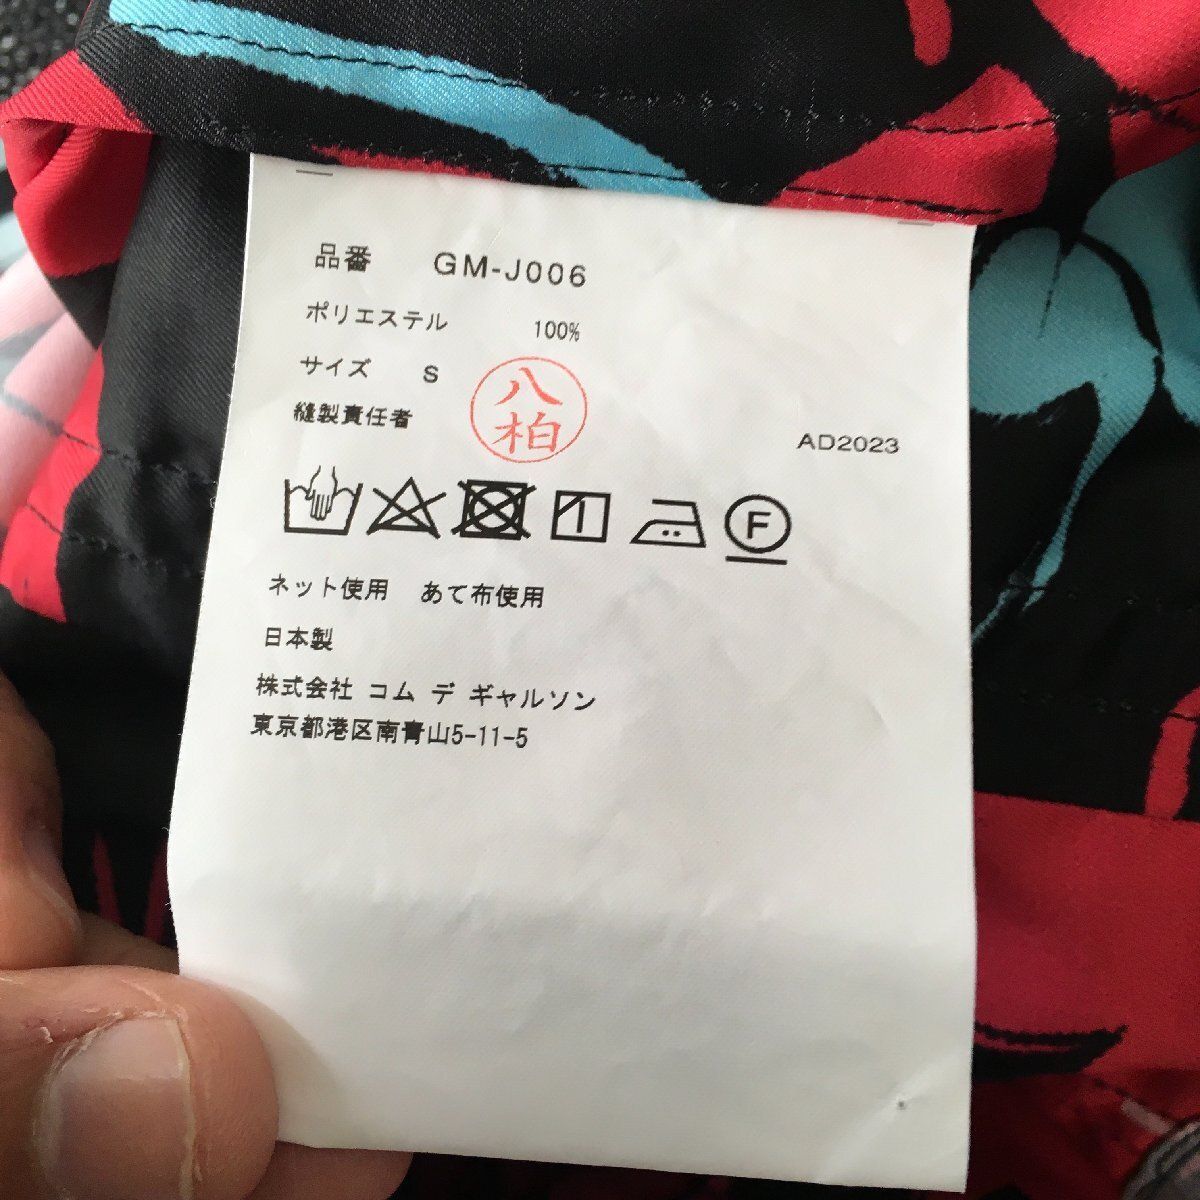 品番 GM-J006
ポリエステル 100%
サイズ S
縫製責任者 八柏
AD2023
F
ネット使用 あて布使用
日本製
株式会社 コム デ ギャルソン
東京都港区南青山5-11-5